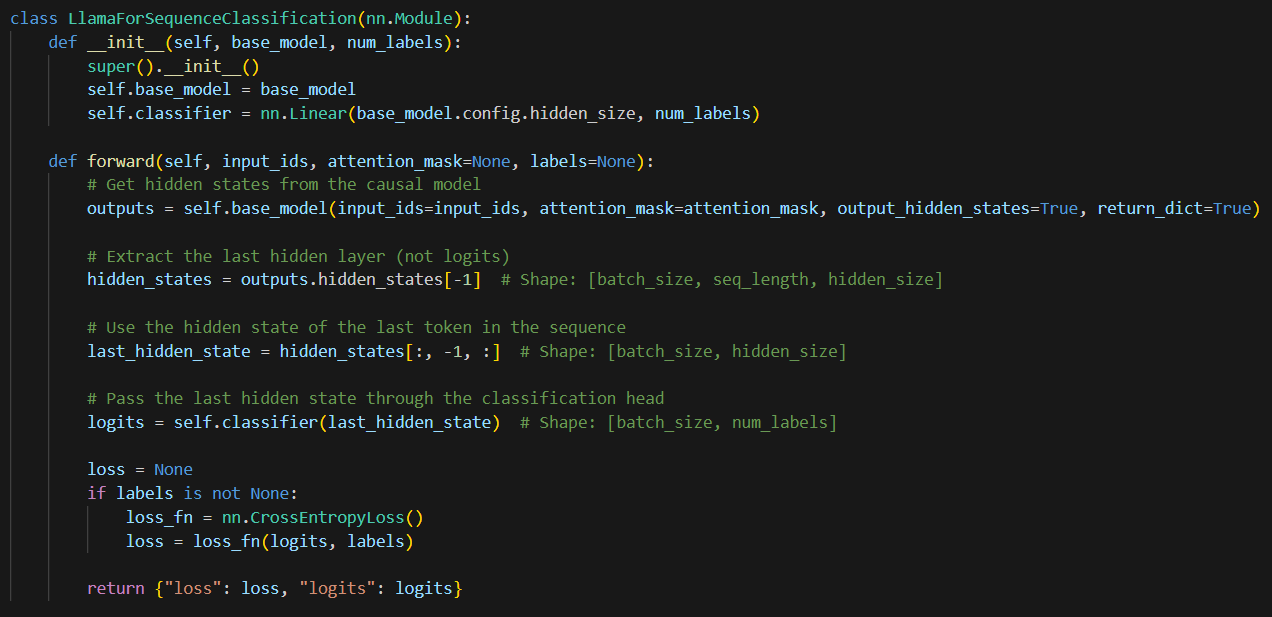 class LlamaForSequenceClassification(nn.Module):
    def __init__(self, base_model, num_labels):
        super().__init__()
        self.base_model = base_model
        self.classifier = nn.Linear(base_model.config.hidden_size, num_labels)

    def forward(self, input_ids, attention_mask=None, labels=None):
        # Get hidden states from the causal model
        outputs = self.base_model(input_ids=input_ids, attention_mask=attention_mask, output_hidden_states=True, return_dict=True)

        # Extract the last hidden layer (not logits)
        hidden_states = outputs.hidden_states[-1]  # Shape: [batch_size, seq_length, hidden_size]

        # Use the hidden state of the last token in the sequence
        last_hidden_state = hidden_states[:, -1, :]  # Shape: [batch_size, hidden_size]

        # Pass the last hidden state through the classification head
        logits = self.classifier(last_hidden_state)  # Shape: [batch_size, num_labels]

        loss = None
        if labels is not None:
            loss_fn = nn.CrossEntropyLoss()
            loss = loss_fn(logits, labels)

        return {"loss": loss, "logits": logits}